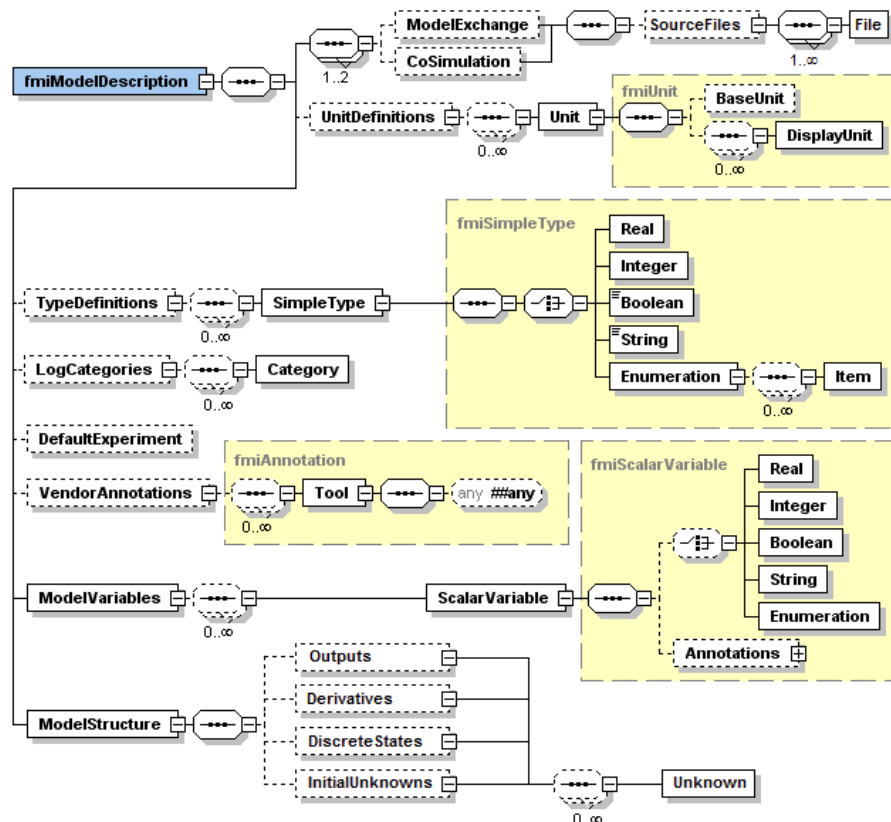 ModelExchange
SourceFiles
File
1..2
1..∞
CoSimulation
fmiModelDescription
fmiUnit
UnitDefinitions
0..∞
Unit
BaseUnit
0..∞
DisplayUnit
fmiSimpleType
Real
Integer
TypeDefinitions
0..∞
SimpleType
Boolean
String
LogCategories
0..∞
Category
Enumeration
0..∞
Item
DefaultExperiment
fmiAnnotation
VendorAnnotations
0..∞
Tool
any ##any
fmiScalarVariable
Real
Integer
Boolean
String
ModelVariables
0..∞
ScalarVariable
Enumeration
Annotations
Outputs
Derivatives
ModelStructure
DiscreteStates
InitialUnknowns
0..∞
Unknown